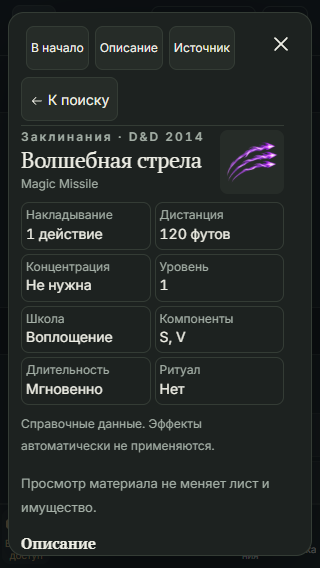 В начало
Описание
Источник
← К поиску
Заклинания · D&D 2014
Волшебная стрела
Magic Missile
Накладывание
1 действие
Дистанция
120 футов
Концентрация
Не нужна
Уровень
1
Школа
Воплощение
Компоненты
S, V
Длительность
Мгновенно
Ритуал
Нет
Справочные данные. Эффекты
автоматически не применяются.
Просмотр материала не меняет лист и
имущество.
Описание